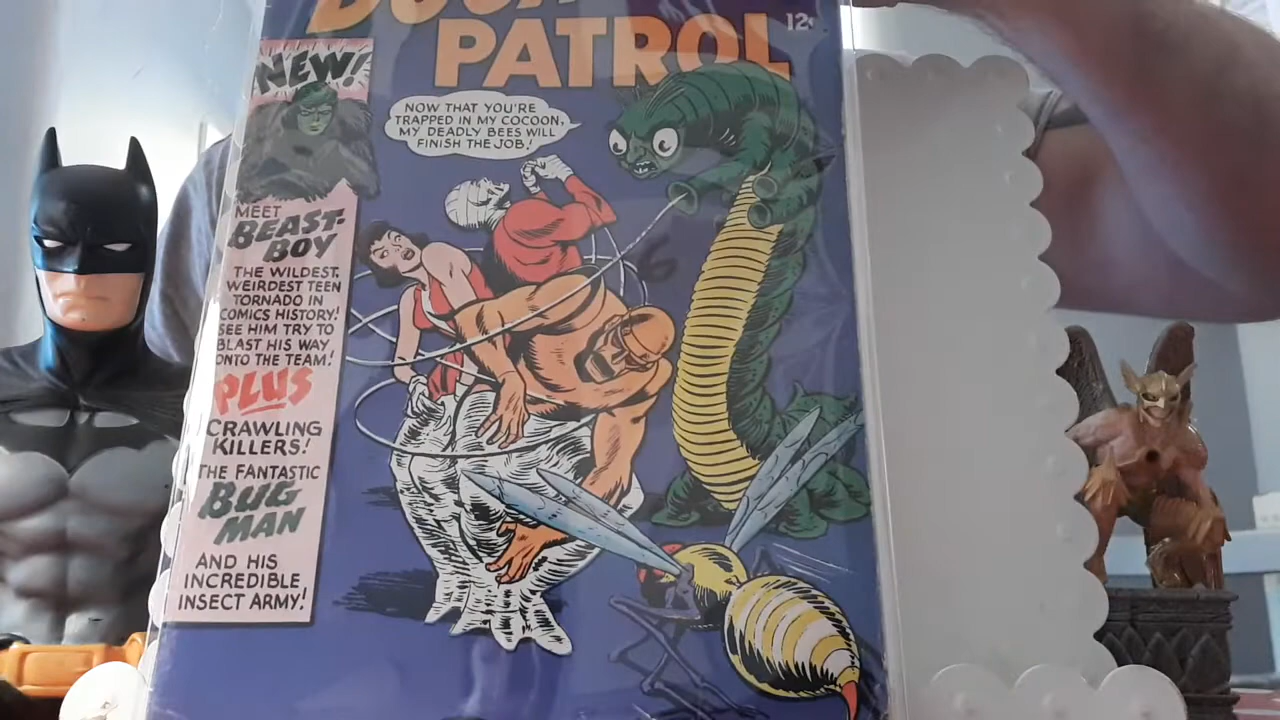 PATROL
12¢
NEW!
NOW THAT YOU'RE
TRAPPED IN MY COCOON,
MY DEADLY BEES WILL
FINISH THE JOB!
MEET
BEAST-
BOY
THE WILDEST,
WEIRDEST TEEN
TORNADO IN
COMICS HISTORY!
SEE HIM TRY TO
BLAST HIS WAY
ONTO THE TEAM!
PLUS
CRAWLING
KILLERS!
THE FANTASTIC
BUG
MAN
AND HIS
INCREDIBLE
INSECT ARMY!
6